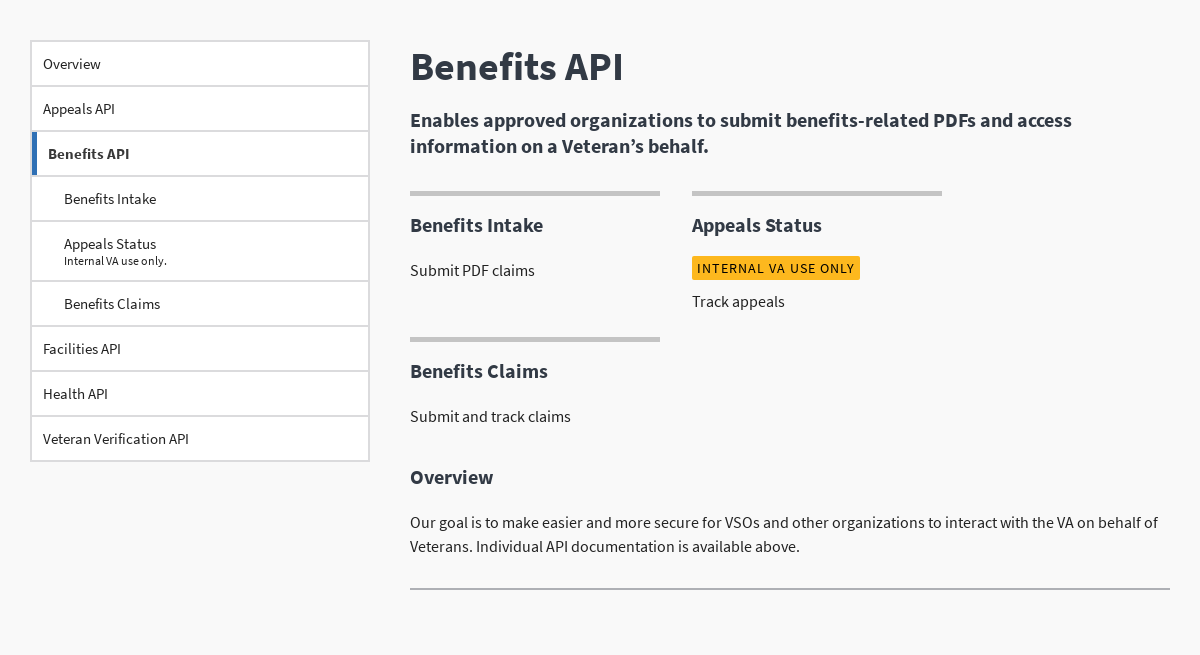 Overview
Appeals API
Benefits API
Benefits Intake
Appeals Status
Internal VA use only.
Benefits Claims
Facilities API
Health API
Veteran Verification API
Benefits API
Enables approved organizations to submit benefits-related PDFs and access
information on a Veteran’s behalf.
Benefits Intake
Submit PDF claims
Appeals Status
INTERNAL VA USE ONLY
Track appeals
Benefits Claims
Submit and track claims
Overview
Our goal is to make easier and more secure for VSOs and other organizations to interact with the VA on behalf of
Veterans. Individual API documentation is available above.